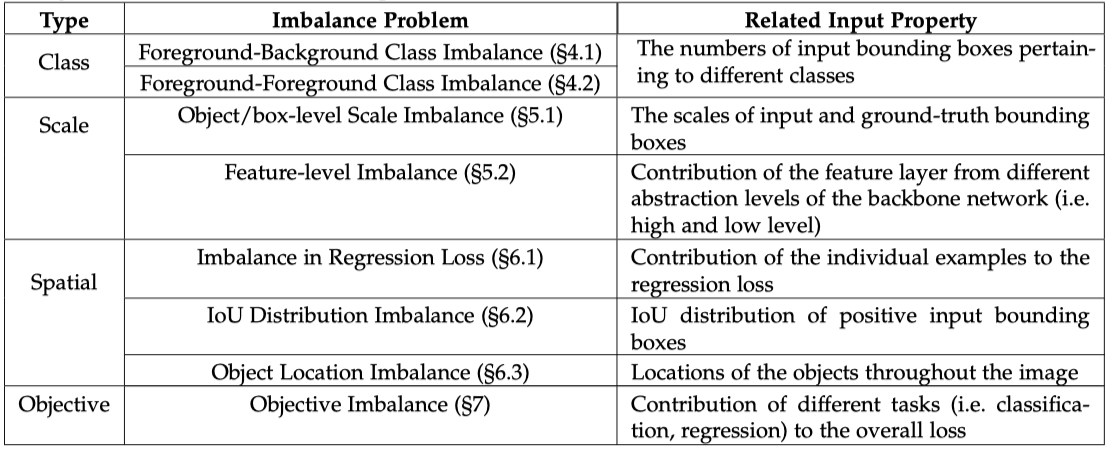 Type Imbalance Problem Related Input Property
Class
Foreground-Background Class Imbalance (§4.1)
Foreground-Foreground Class Imbalance (§4.2)
The numbers of input bounding boxes pertain-
ing to different classes
Scale
Object/box-level Scale Imbalance (§5.1)
The scales of input and ground-truth bounding
boxes
Feature-level Imbalance (§5.2)
Contribution of the feature layer from different
abstraction levels of the backbone network (i.e.
high and low level)
Spatial
Imbalance in Regression Loss (§6.1)
Contribution of the individual examples to the
regression loss
IoU Distribution Imbalance (§6.2)
IoU distribution of positive input bounding
boxes
Object Location Imbalance (§6.3)
Locations of the objects throughout the image
Objective
Objective Imbalance (§7)
Contribution of different tasks (i.e. classifica-
tion, regression) to the overall loss